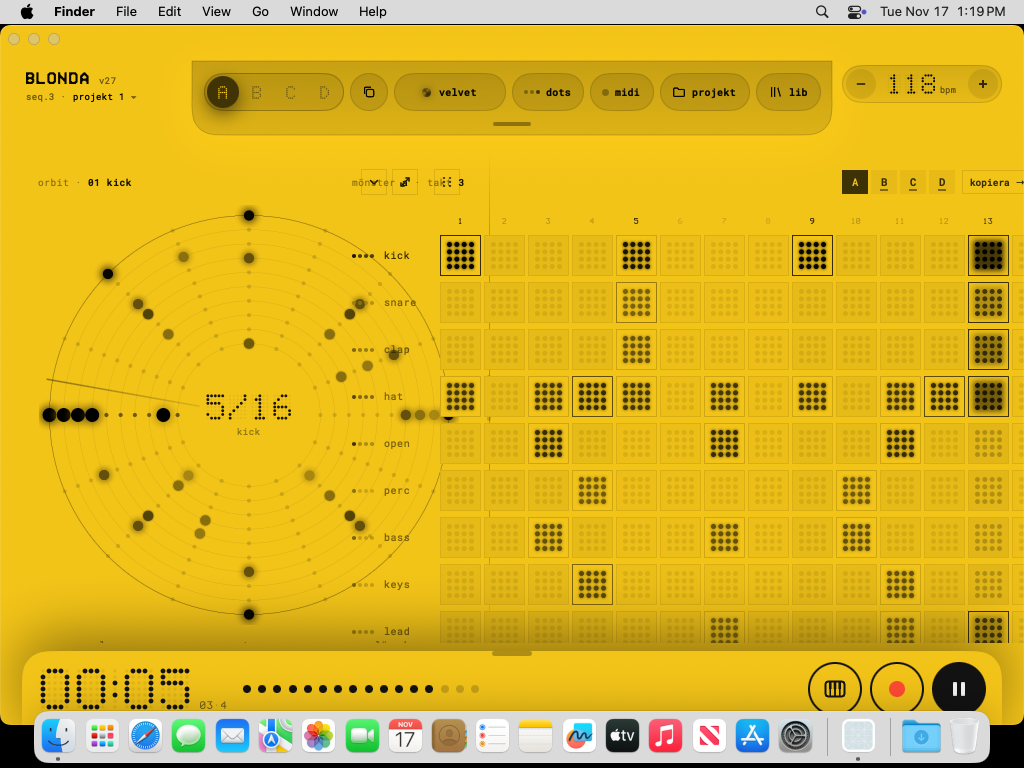 Finder File Edit View Go Window Help Tue Nov 17 1:19 PM
BLONDA v27
seq.3 · projekt 1
A B C D velvet dots midi projekt lib
− 118 bpm +
orbit · 01 kick
mönster · takt 3
A B C D kopiera →
1 2 3 4 5 6 7 8 9 10 11 12 13
kick
snare
clap
hat
open
perc
bass
keys
lead
5/16
kick
00:05
03 4
NOV
17
tv